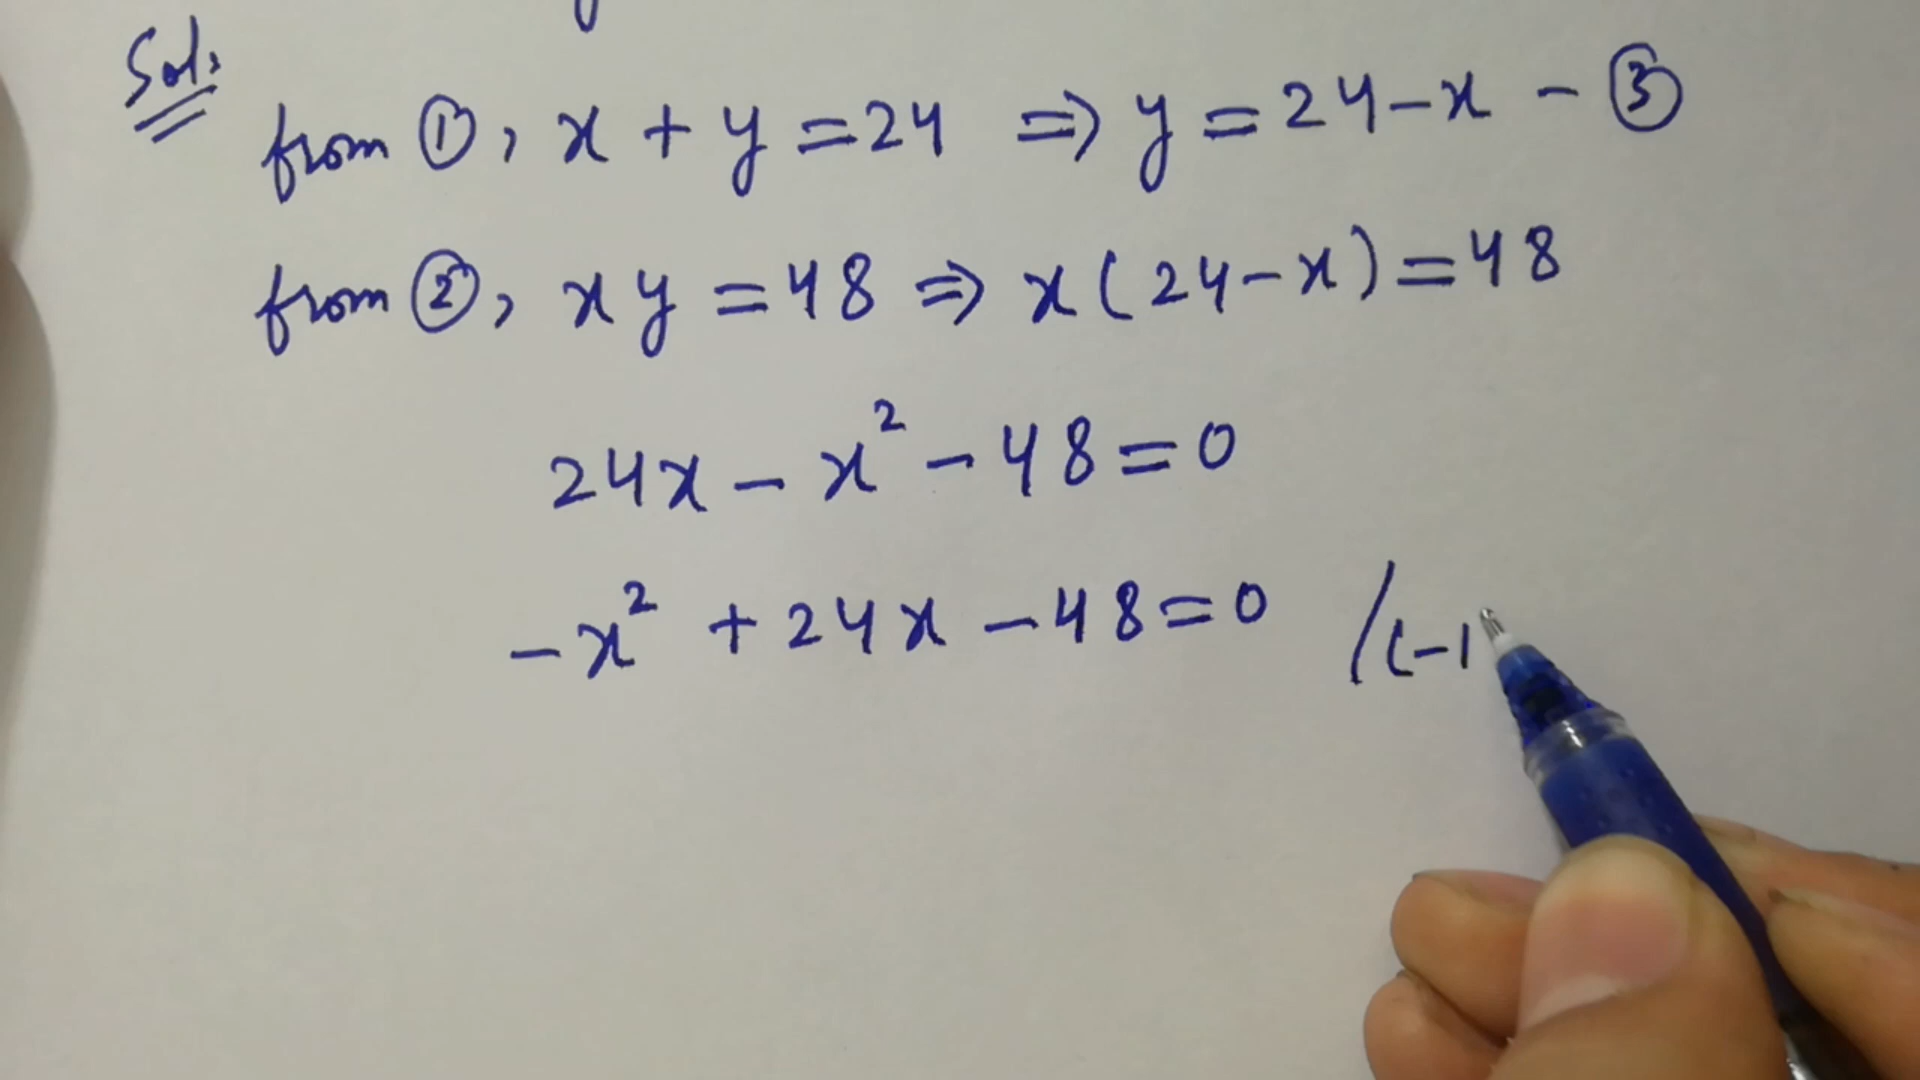 Sol:
from ①, x + y = 24 ⇒ y = 24 - x - ③
from ②, xy = 48 ⇒ x(24 - x) = 48
24x - x² - 48 = 0
-x² + 24x - 48 = 0 /(-1